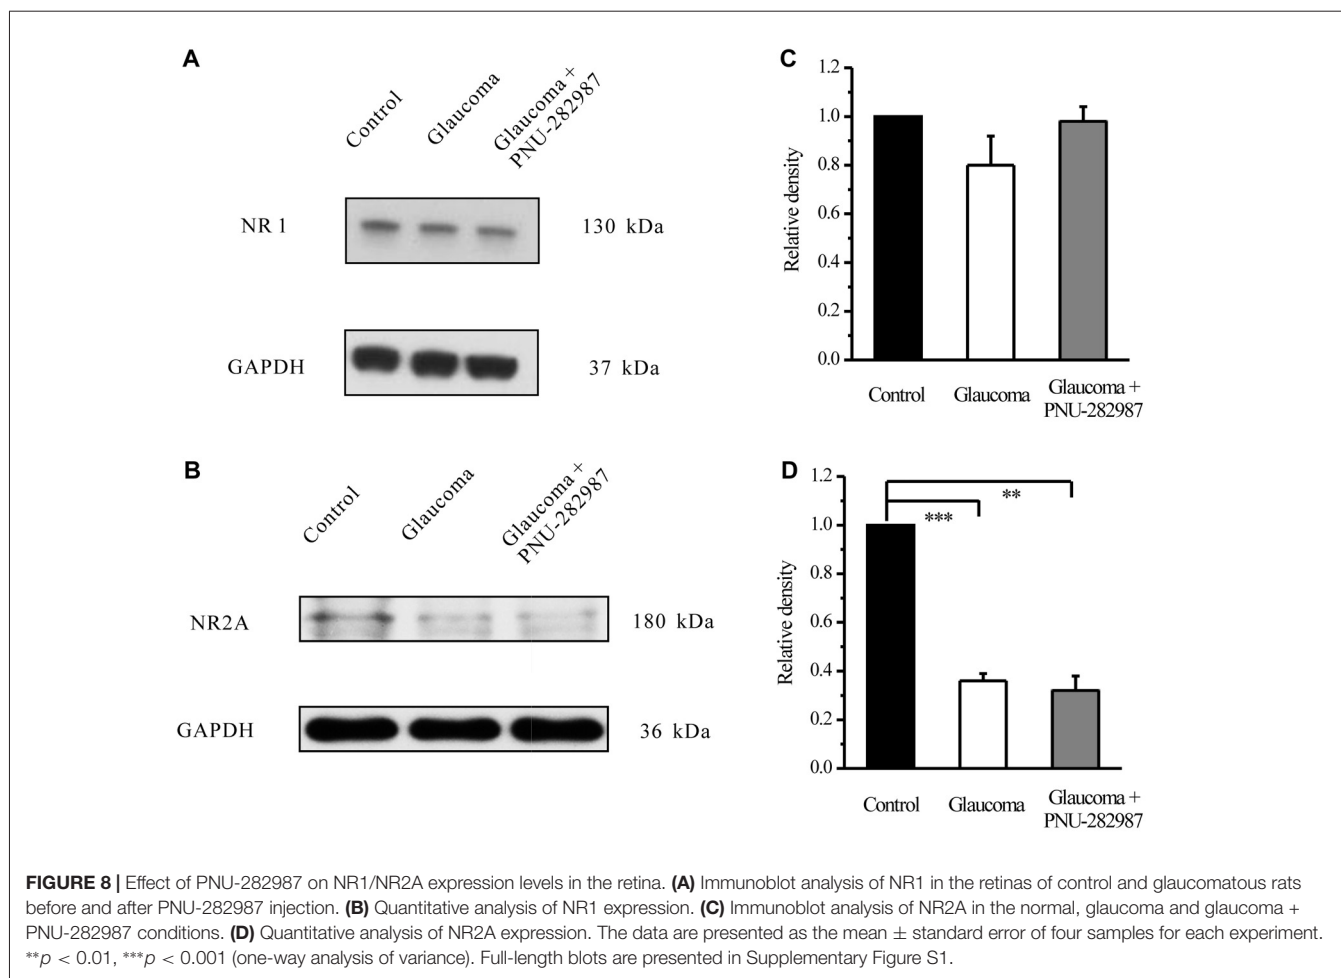 A
Control
Glaucoma
Glaucoma +
PNU-282987
NR 1
130 kDa
GAPDH
37 kDa
B
Control
Glaucoma
Glaucoma +
PNU-282987
NR2A
180 kDa
GAPDH
36 kDa
C
1.2
1.0
0.8
0.6
0.4
0.2
0.0
Relative density
Control
Glaucoma
Glaucoma +
PNU-282987
D
1.2
1.0
0.8
0.6
0.4
0.2
0.0
Relative density
**
***
Control
Glaucoma
Glaucoma +
PNU-282987
FIGURE 8 | Effect of PNU-282987 on NR1/NR2A expression levels in the retina. (A) Immunoblot analysis of NR1 in the retinas of control and glaucomatous rats
before and after PNU-282987 injection. (B) Quantitative analysis of NR1 expression. (C) Immunoblot analysis of NR2A in the normal, glaucoma and glaucoma +
PNU-282987 conditions. (D) Quantitative analysis of NR2A expression. The data are presented as the mean ± standard error of four samples for each experiment.
**p < 0.01, ***p < 0.001 (one-way analysis of variance). Full-length blots are presented in Supplementary Figure S1.